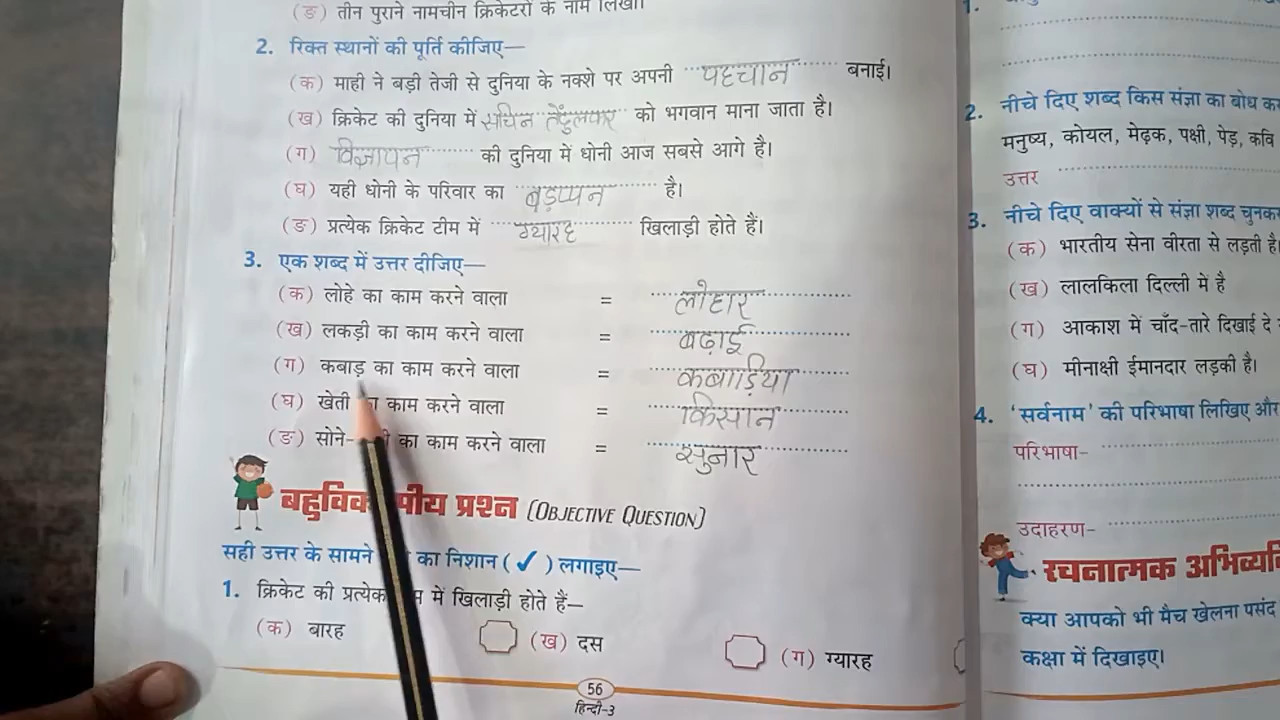 (ङ) तीन पुराने नामचीन क्रिकेटरों के नाम लिखो।
2. रिक्त स्थानों की पूर्ति कीजिए—
(क) माही ने बड़ी तेजी से दुनिया के नक्शे पर अपनी पहचान बनाई।
(ख) क्रिकेट की दुनिया में सचिन तेंदुलकर को भगवान माना जाता है।
(ग) विज्ञापन की दुनिया में धोनी आज सबसे आगे है।
(घ) यही धोनी के परिवार का बड़प्पन है।
(ङ) प्रत्येक क्रिकेट टीम में ग्यारह खिलाड़ी होते हैं।
3. एक शब्द में उत्तर दीजिए—
(क) लोहे का काम करने वाला = लोहार
(ख) लकड़ी का काम करने वाला = बढ़ाई
(ग) कबाड़ का काम करने वाला = कबाड़िया
(घ) खेती का काम करने वाला = किसान
(ङ) सोने- का काम करने वाला = सुनार
बहुविकल्पीय प्रश्न (OBJECTIVE QUESTION)
सही उत्तर के सामने का निशान (✓) लगाइए—
1. क्रिकेट की प्रत्येक में खिलाड़ी होते हैं—
(क) बारह (ख) दस (ग) ग्यारह
56
हिन्दी-3
1.
2. नीचे दिए शब्द किस संज्ञा का बोध
मनुष्य, कोयल, मेढ़क, पक्षी, पेड़, कवि
उत्तर
3. नीचे दिए वाक्यों से संज्ञा शब्द चुनकर
(क) भारतीय सेना वीरता से लड़ती है
(ख) लालकिला दिल्ली में है
(ग) आकाश में चाँद-तारे दिखाई दे
(घ) मीनाक्षी ईमानदार लड़की है।
4. 'सर्वनाम' की परिभाषा लिखिए और
परिभाषा-
उदाहरण-
रचनात्मक
क्या आपको भी मैच खेलना पसंद
कक्षा में दिखाइए।